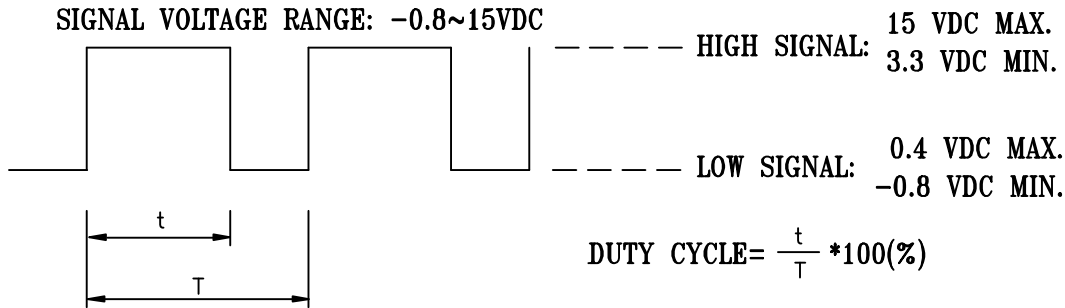 SIGNAL VOLTAGE RANGE: -0.8~15VDC
HIGH SIGNAL: 15 VDC MAX.
3.3 VDC MIN.
LOW SIGNAL: 0.4 VDC MAX.
-0.8 VDC MIN.
t
T
DUTY CYCLE= t/T *100(%)